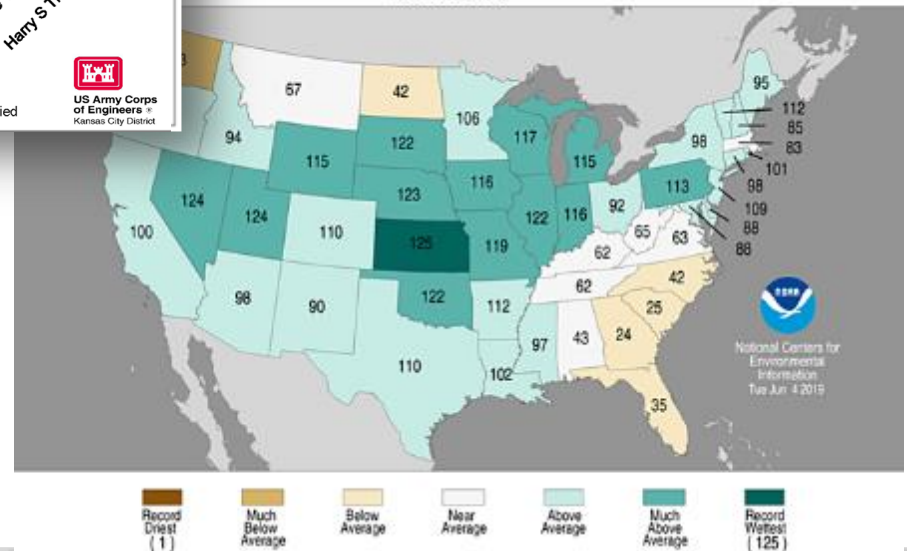 Harry S T
US Army Corps
of Engineers ®
Kansas City District
ied
67
42
106
95
112
85
83
101
98
98
109
88
88
94
115
122
117
115
116
123
124
124
110
125
119
122
116
92
113
65
63
62
62
42
100
98
90
122
112
25
24
43
97
110
102
35
National Centers for
Environmental
Information
Tue Jun 4 2019
Record
Driest
(1)
Much
Below
Average
Below
Average
Near
Average
Above
Average
Much
Above
Average
Record
Wettest
(125)